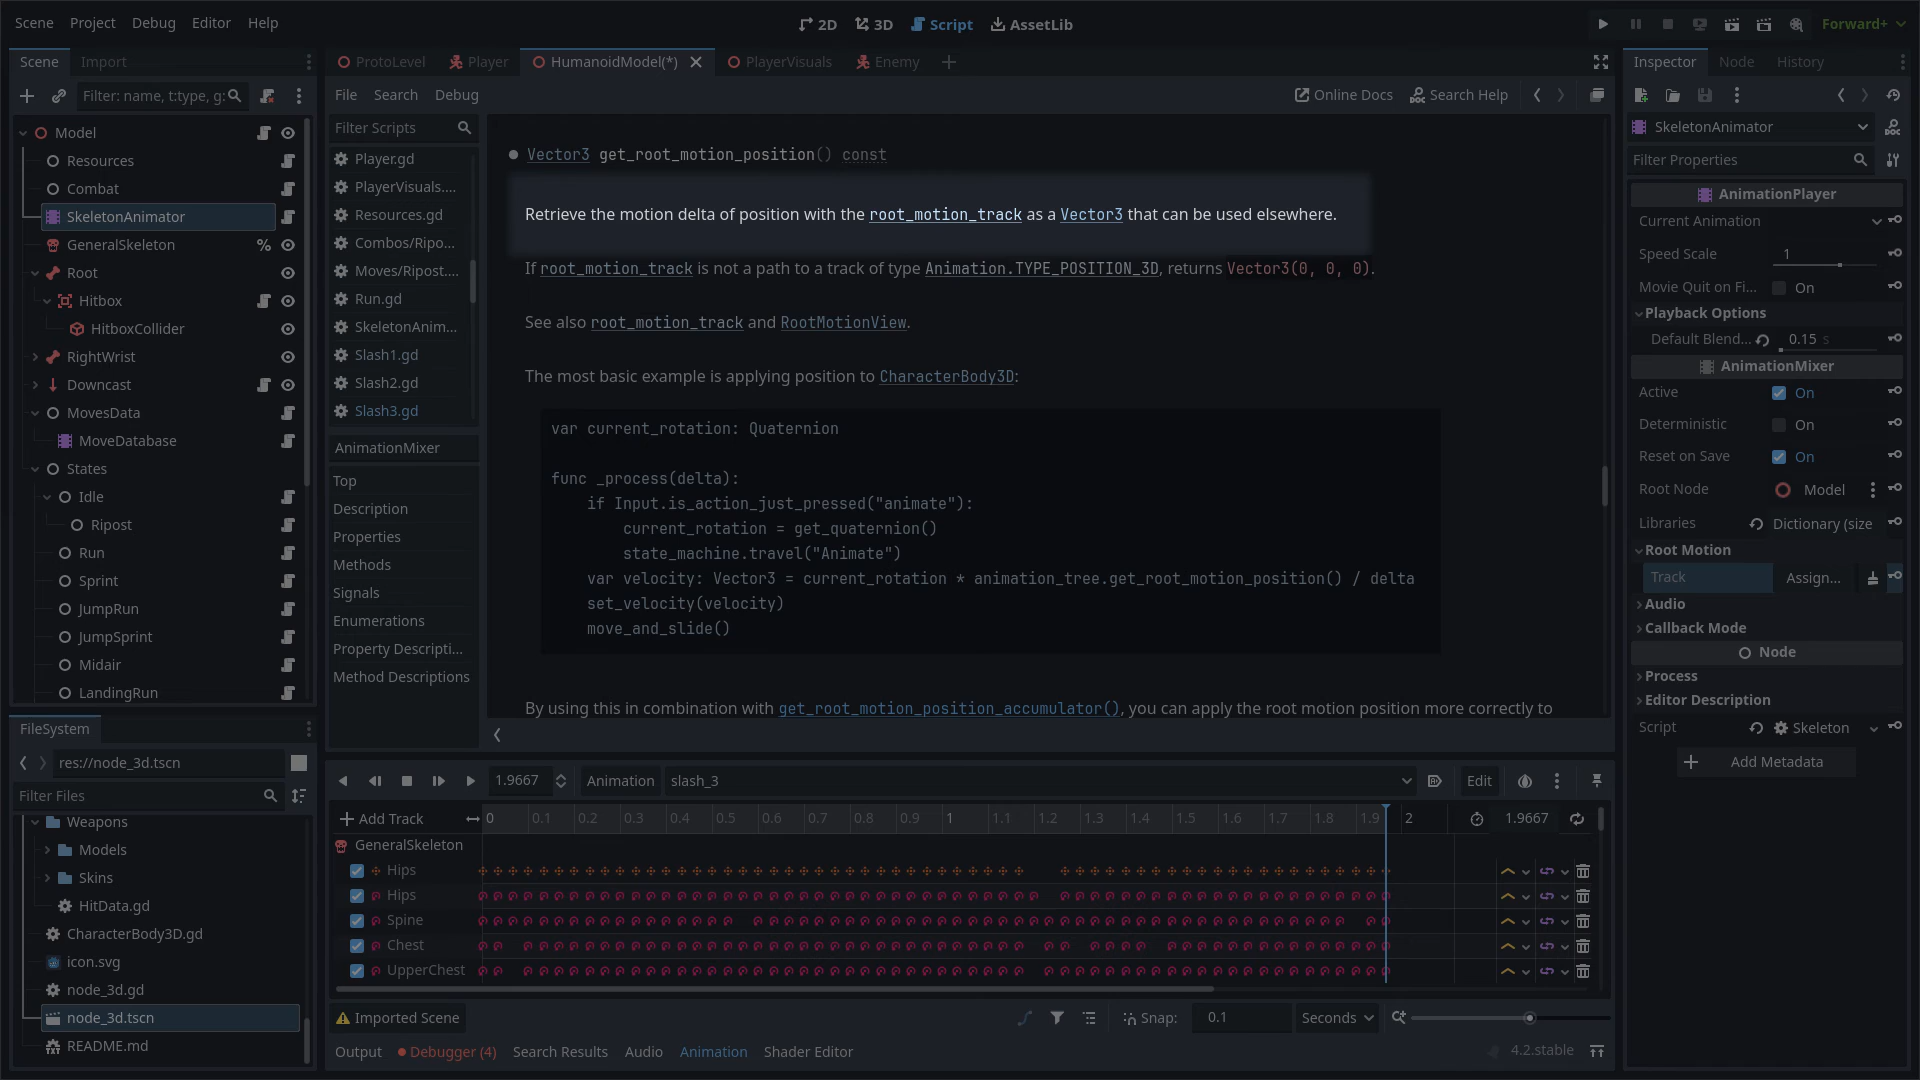 Scene Project Debug Editor Help
2D 3D Script AssetLib
Forward+
Scene Import
ProtoLevel Player HumanoidModel(*) PlayerVisuals Enemy
Inspector Node History
Filter: name, t:type, g:
File Search Debug
Online Docs Search Help
Model
Resources
Combat
SkeletonAnimator
GeneralSkeleton %
Root
Hitbox
HitboxCollider
RightWrist
Downcast
MovesData
MoveDatabase
States
Idle
Ripost
Run
Sprint
JumpRun
JumpSprint
Midair
LandingRun
Filter Scripts
Player.gd
PlayerVisuals....
Resources.gd
Combos/Ripo...
Moves/Ripost....
Run.gd
SkeletonAnim...
Slash1.gd
Slash2.gd
Slash3.gd
AnimationMixer
Top
Description
Properties
Methods
Signals
Enumerations
Property Descripti...
Method Descriptions
Vector3 get_root_motion_position() const
Retrieve the motion delta of position with the root_motion_track as a Vector3 that can be used elsewhere.
If root_motion_track is not a path to a track of type Animation.TYPE_POSITION_3D, returns Vector3(0, 0, 0).
See also root_motion_track and RootMotionView.
The most basic example is applying position to CharacterBody3D:
var current_rotation: Quaternion
func _process(delta):
if Input.is_action_just_pressed("animate"):
current_rotation = get_quaternion()
state_machine.travel("Animate")
var velocity: Vector3 = current_rotation * animation_tree.get_root_motion_position() / delta
set_velocity(velocity)
move_and_slide()
By using this in combination with get_root_motion_position_accumulator(), you can apply the root motion position more correctly to
SkeletonAnimator
Filter Properties
AnimationPlayer
Current Animation
Speed Scale 1
Movie Quit on Fi... On
Playback Options
Default Blend... 0.15 s
AnimationMixer
Active On
Deterministic On
Reset on Save On
Root Node Model
Libraries Dictionary (size
Root Motion
Track Assign...
Audio
Callback Mode
Node
Process
Editor Description
Script Skeleton
Add Metadata
FileSystem
res://node_3d.tscn
Filter Files
Weapons
Models
Skins
HitData.gd
CharacterBody3D.gd
icon.svg
node_3d.gd
node_3d.tscn
README.md
1.9667 Animation slash_3 Edit
Add Track 0 0.1 0.2 0.3 0.4 0.5 0.6 0.7 0.8 0.9 1 1.1 1.2 1.3 1.4 1.5 1.6 1.7 1.8 1.9 2 1.9667
GeneralSkeleton
Hips
Hips
Spine
Chest
UpperChest
Imported Scene Snap: 0.1 Seconds
Output Debugger (4) Search Results Audio Animation Shader Editor 4.2.stable